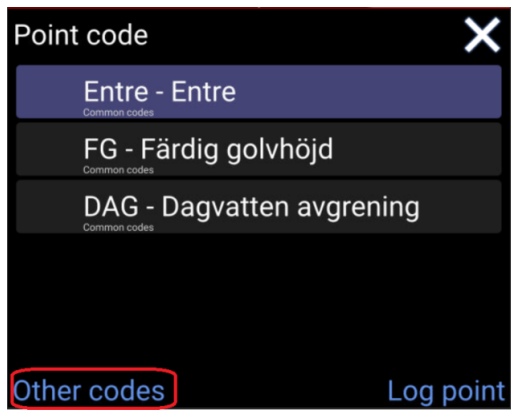 Point code
Entre - Entre
Common codes
FG - Färdig golvhöjd
Common codes
DAG - Dagvatten avgrening
Common codes
Other codes
Log point